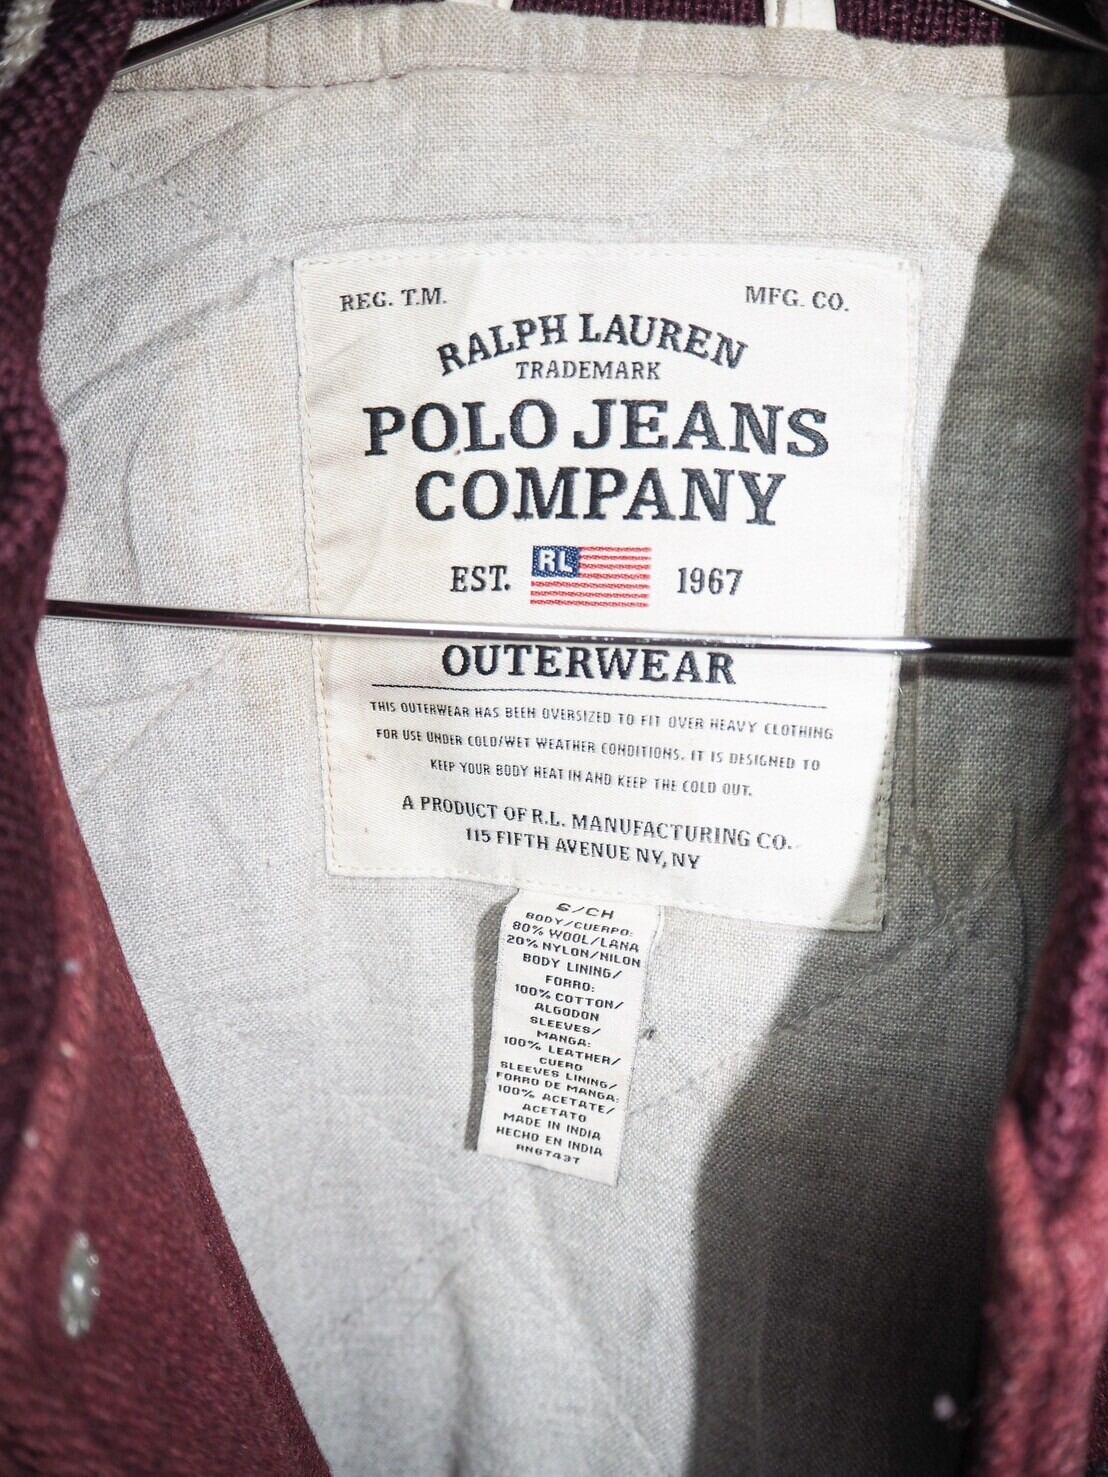 REG. T.M. MFG. CO.
RALPH LAUREN
TRADEMARK
POLO JEANS
COMPANY
EST. RL 1967
OUTERWEAR
THIS OUTERWEAR HAS BEEN OVERSIZED TO FIT OVER HEAVY CLOTHING
FOR USE UNDER COLD/WET WEATHER CONDITIONS. IT IS DESIGNED TO
KEEP YOUR BODY HEAT IN AND KEEP THE COLD OUT.
A PRODUCT OF R.L. MANUFACTURING CO.
115 FIFTH AVENUE NY, NY
S/CH
BODY/CUERPO:
80% WOOL/LANA
20% NYLON/NILON
BODY LINING/
FORRO:
100% COTTON/
ALGODON
SLEEVES/
MANGA:
100% LEATHER/
CUERO
SLEEVES LINING/
FORRO DE MANGA:
100% ACETATE/
ACETATO
MADE IN INDIA
HECHO EN INDIA
RN67437